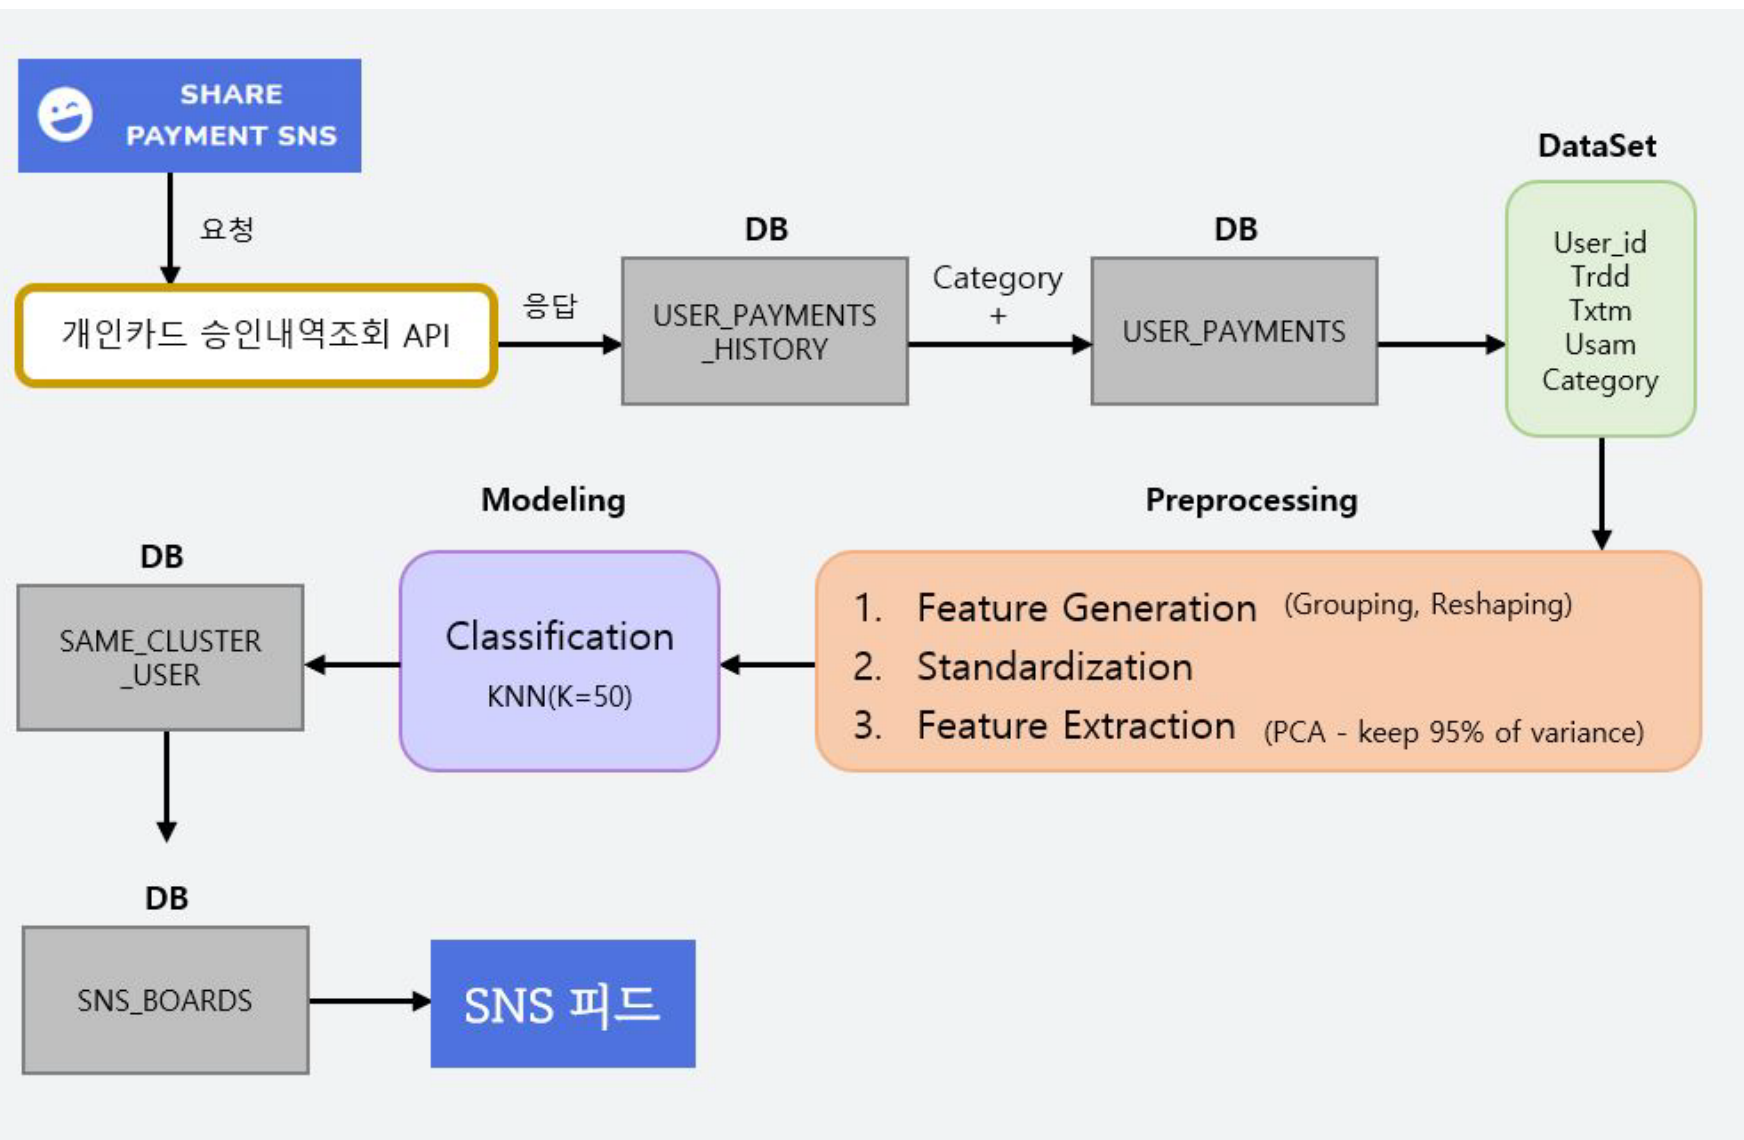 SHARE
PAYMENT SNS
요청
개인카드 승인내역조회 API
응답
DB
USER_PAYMENTS
_HISTORY
Category
+
DB
USER_PAYMENTS
DataSet
User_id
Trdd
Txtm
Usam
Category
Preprocessing
1. Feature Generation (Grouping, Reshaping)
2. Standardization
3. Feature Extraction (PCA - keep 95% of variance)
Modeling
Classification
KNN(K=50)
DB
SAME_CLUSTER
_USER
DB
SNS_BOARDS
SNS 피드